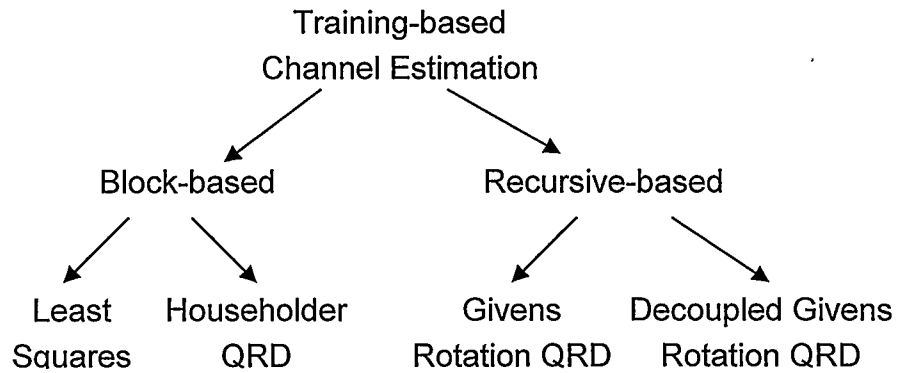 Training-based
Channel Estimation
Block-based
Recursive-based
Least
Squares
Householder
QRD
Givens
Rotation QRD
Decoupled Givens
Rotation QRD